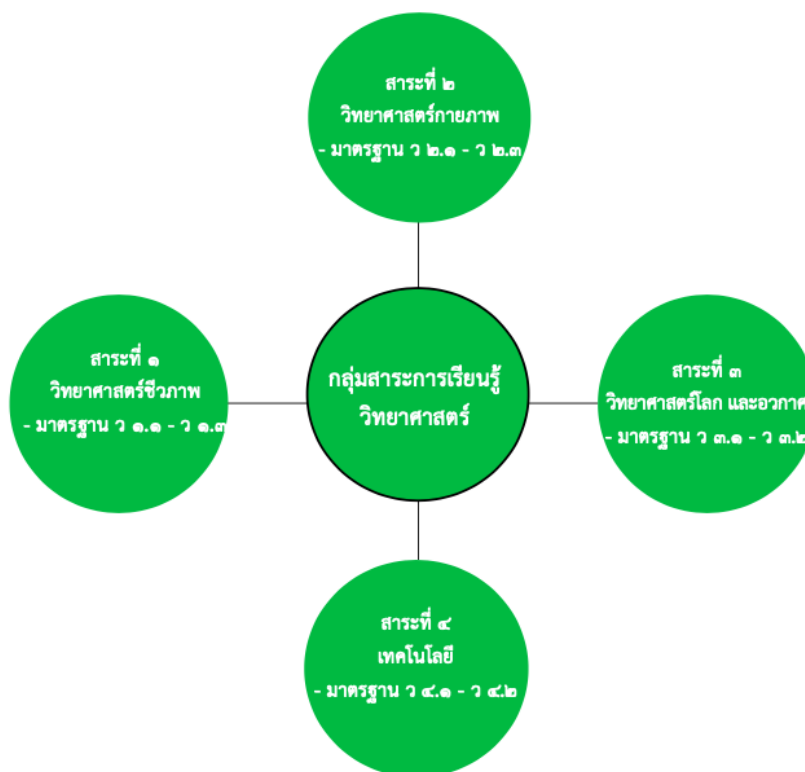 สาระที่ ๒
วิทยาศาสตร์กายภาพ
- มาตรฐาน ว ๒.๑ - ว ๒.๓
สาระที่ ๑
วิทยาศาสตร์ชีวภาพ
- มาตรฐาน ว ๑.๑ - ว ๑.๓
กลุ่มสาระการเรียนรู้
วิทยาศาสตร์
สาระที่ ๓
วิทยาศาสตร์โลก และอวกาศ
- มาตรฐาน ว ๓.๑ - ว ๓.๒
สาระที่ ๔
เทคโนโลยี
- มาตรฐาน ว ๔.๑ - ว ๔.๒